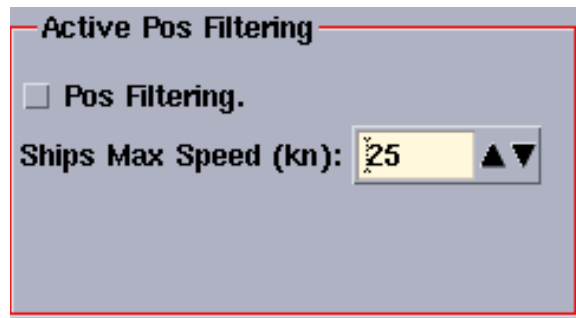 Active Pos Filtering
Pos Filtering.
Ships Max Speed (kn): 25